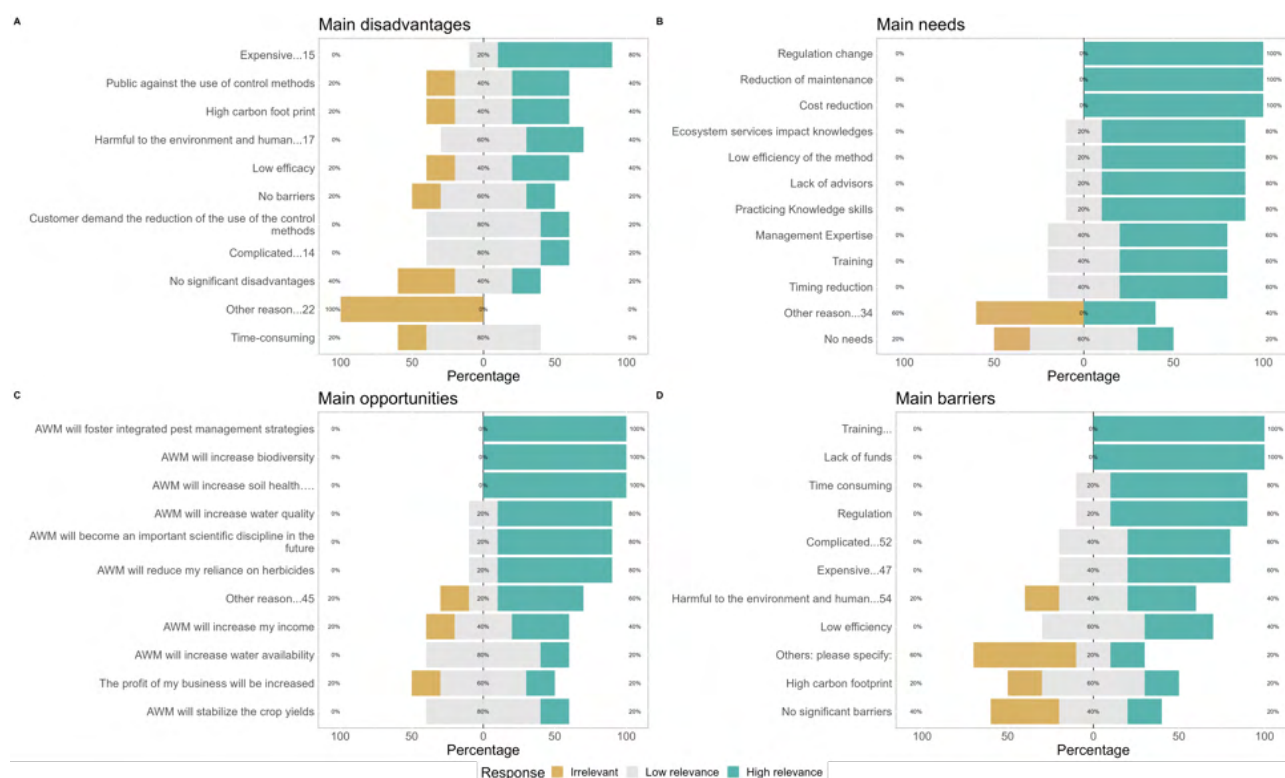 A
Main disadvantages
Expensive...15 0% 20% 80%
Public against the use of control methods 20% 40% 40%
High carbon foot print 20% 40% 40%
Harmful to the environment and human...17 0% 60% 40%
Low efficacy 20% 40% 40%
No barriers 20% 60% 20%
Customer demand the reduction of the use of the control
methods 0% 80% 20%
Complicated...14 0% 80% 20%
No significant disadvantages 40% 40% 20%
Other reason...22 100% 0% 0%
Time-consuming 20% 80% 0%
100 50 0 50 100
Percentage
B
Main needs
Regulation change 0% 0% 100%
Reduction of maintenance 0% 0% 100%
Cost reduction 0% 0% 100%
Ecosystem services impact knowledges 0% 20% 80%
Low efficiency of the method 0% 20% 80%
Lack of advisors 0% 20% 80%
Practicing Knowledge skills 0% 20% 80%
Management Expertise 0% 40% 60%
Training 0% 40% 60%
Timing reduction 0% 40% 60%
Other reason...34 60% 0% 40%
No needs 20% 60% 20%
100 50 0 50 100
Percentage
C
Main opportunities
AWM will foster integrated pest management strategies 0% 0% 100%
AWM will increase biodiversity 0% 0% 100%
AWM will increase soil health.... 0% 0% 100%
AWM will increase water quality 0% 20% 80%
AWM will become an important scientific discipline in the
future 0% 20% 80%
AWM will reduce my reliance on herbicides 0% 20% 80%
Other reason...45 20% 20% 60%
AWM will increase my income 20% 40% 40%
AWM will increase water availability 0% 80% 20%
The profit of my business will be increased 20% 60% 20%
AWM will stabilize the crop yields 0% 80% 20%
100 50 0 50 100
Percentage
D
Main barriers
Training... 0% 0% 100%
Lack of funds 0% 0% 100%
Time consuming 0% 20% 80%
Regulation 0% 20% 80%
Complicated...52 0% 40% 60%
Expensive...47 0% 40% 60%
Harmful to the environment and human...54 20% 40% 40%
Low efficiency 0% 60% 40%
Others: please specify: 60% 20% 20%
High carbon footprint 20% 60% 20%
No significant barriers 40% 40% 20%
100 50 0 50 100
Percentage
Response Irrelevant Low relevance High relevance